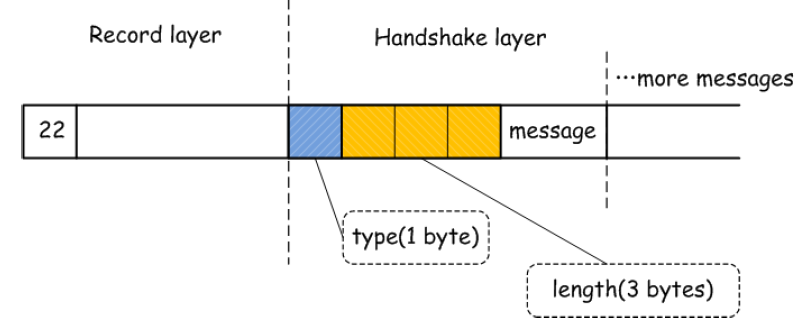 Record layer
Handshake layer
...more messages
22
message
type(1 byte)
length(3 bytes)